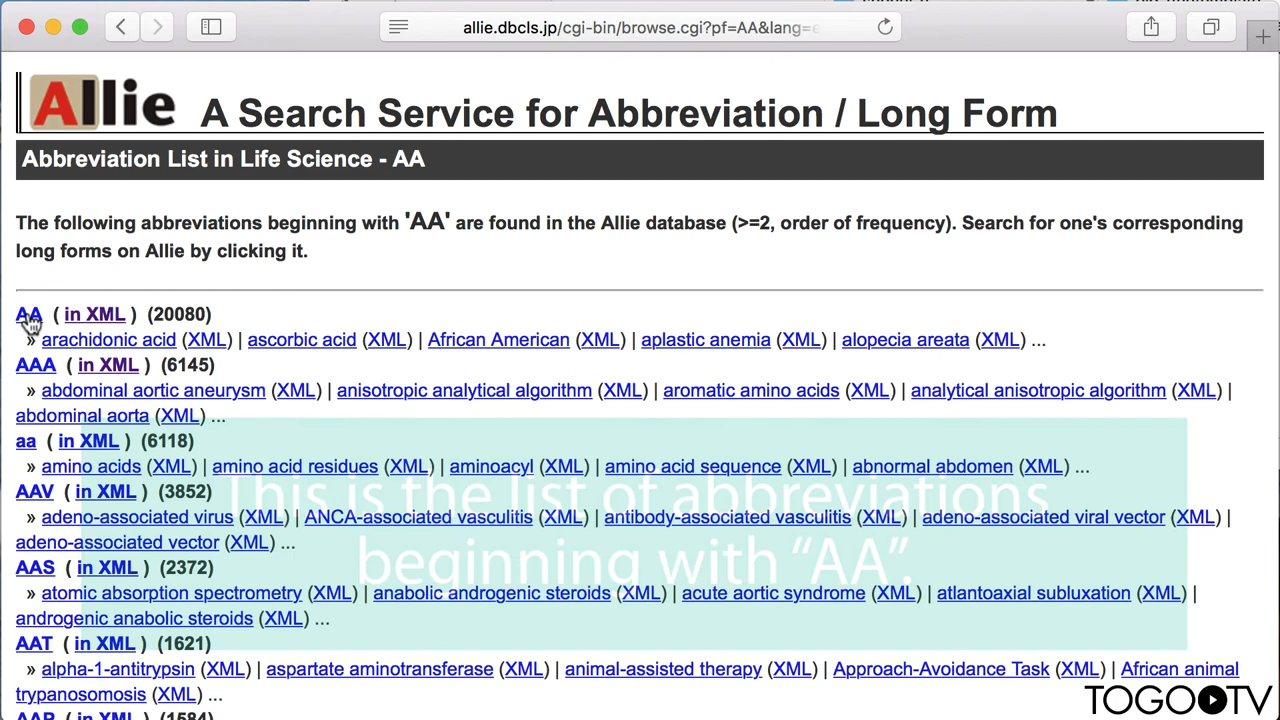 allie.dbcls.jp/cgi-bin/browse.cgi?pf=AA&lang=e
Allie A Search Service for Abbreviation / Long Form
Abbreviation List in Life Science - AA
The following abbreviations beginning with 'AA' are found in the Allie database (>=2, order of frequency). Search for one's corresponding
long forms on Allie by clicking it.
AA ( in XML ) (20080)
» arachidonic acid (XML) | ascorbic acid (XML) | African American (XML) | aplastic anemia (XML) | alopecia areata (XML) ...
AAA ( in XML ) (6145)
» abdominal aortic aneurysm (XML) | anisotropic analytical algorithm (XML) | aromatic amino acids (XML) | analytical anisotropic algorithm (XML) |
abdominal aorta (XML) ...
aa ( in XML ) (6118)
» amino acids (XML) | amino acid residues (XML) | aminoacyl (XML) | amino acid sequence (XML) | abnormal abdomen (XML) ...
AAV ( in XML ) (3852)
This is the list of abbreviations
» adeno-associated virus (XML) | ANCA-associated vasculitis (XML) | antibody-associated vasculitis (XML) | adeno-associated viral vector (XML) |
adeno-associated vector (XML) ...
beginning with “AA”.
AAS ( in XML ) (2372)
» atomic absorption spectrometry (XML) | anabolic androgenic steroids (XML) | acute aortic syndrome (XML) | atlantoaxial subluxation (XML) |
androgenic anabolic steroids (XML) ...
AAT ( in XML ) (1621)
» alpha-1-antitrypsin (XML) | aspartate aminotransferase (XML) | animal-assisted therapy (XML) | Approach-Avoidance Task (XML) | African animal
trypanosomosis (XML) ...
TOGO TV